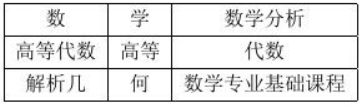 数 学 数学分析
高等代数 高等 代数
解析几 何 数学专业基础课程